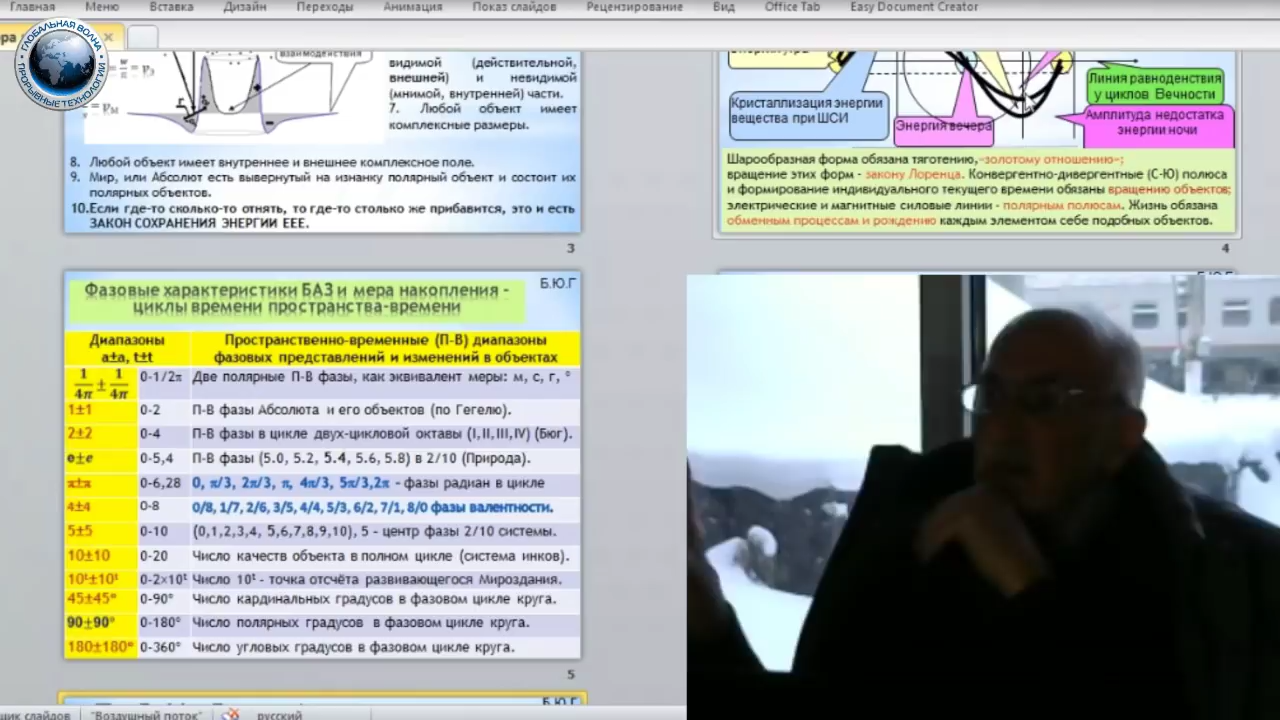 Главная Меню Вставка Дизайн Переходы Анимация Показ слайдов Рецензирование Вид Office Tab Easy Document Creator
ГЛОБАЛЬНАЯ ВОЛНА
ПРОРЫВНЫЕ ТЕХНОЛОГИИ
взаимодействия
видимой (действительной,
внешней) и невидимой
(мнимой, внутренней) части.
7. Любой объект имеет
комплексные размеры.
8. Любой объект имеет внутреннее и внешнее комплексное поле.
9. Мир, или Абсолют есть вывернутый на изнанку полярный объект и состоит их
полярных объектов.
10.Если где-то сколько-то отнять, то где-то столько же прибавится, это и есть
ЗАКОН СОХРАНЕНИЯ ЭНЕРГИИ ЕЕЕ.
3
Кристаллизация энергии
вещества при ШСИ
Энергия вечера
Линия равноденствия
у циклов Вечности
Амплитуда недостатка
энергии ночи
Шарообразная форма обязана тяготению, «золотому отношению»;
вращение этих форм - закону Лоренца. Конвергентно-дивергентные (С-Ю) полюса
и формирование индивидуального текущего времени обязаны вращению объектов;
электрические и магнитные силовые линии - полярным полюсам. Жизнь обязана
обменным процессам и рождению каждым элементом себе подобных объектов.
4
Б.Ю.Г
Фазовые характеристики БАЗ и мера накопления -
циклы времени пространства-времени
Диапазоны
a±a, t±t
Пространственно-временные (П-В) диапазоны
фазовых представлений и изменений в объектах
1/4π ± 1/4π 0-1/2π Две полярные П-В фазы, как эквивалент меры: м, с, г, °
1±1 0-2 П-В фазы Абсолюта и его объектов (по Гегелю).
2±2 0-4 П-В фазы в цикле двух-цикловой октавы (I,II,III,IV) (Бюг).
e±e 0-5,4 П-В фазы (5.0, 5.2, 5.4, 5.6, 5.8) в 2/10 (Природа).
π±π 0-6,28 0, π/3, 2π/3, π, 4π/3, 5π/3,2π - фазы радиан в цикле
4±4 0-8 0/8, 1/7, 2/6, 3/5, 4/4, 5/3, 6/2, 7/1, 8/0 фазы валентности.
5±5 0-10 (0,1,2,3,4, 5,6,7,8,9,10), 5 - центр фазы 2/10 системы.
10±10 0-20 Число качеств объекта в полном цикле (система инков).
10ᵗ±10ᵗ 0-2×10ᵗ Число 10ᵗ - точка отсчёта развивающегося Мироздания.
45±45° 0-90° Число кардинальных градусов в фазовом цикле круга.
90±90° 0-180° Число полярных градусов в фазовом цикле круга.
180±180° 0-360° Число угловых градусов в фазовом цикле круга.
5
"Воздушный поток" русский